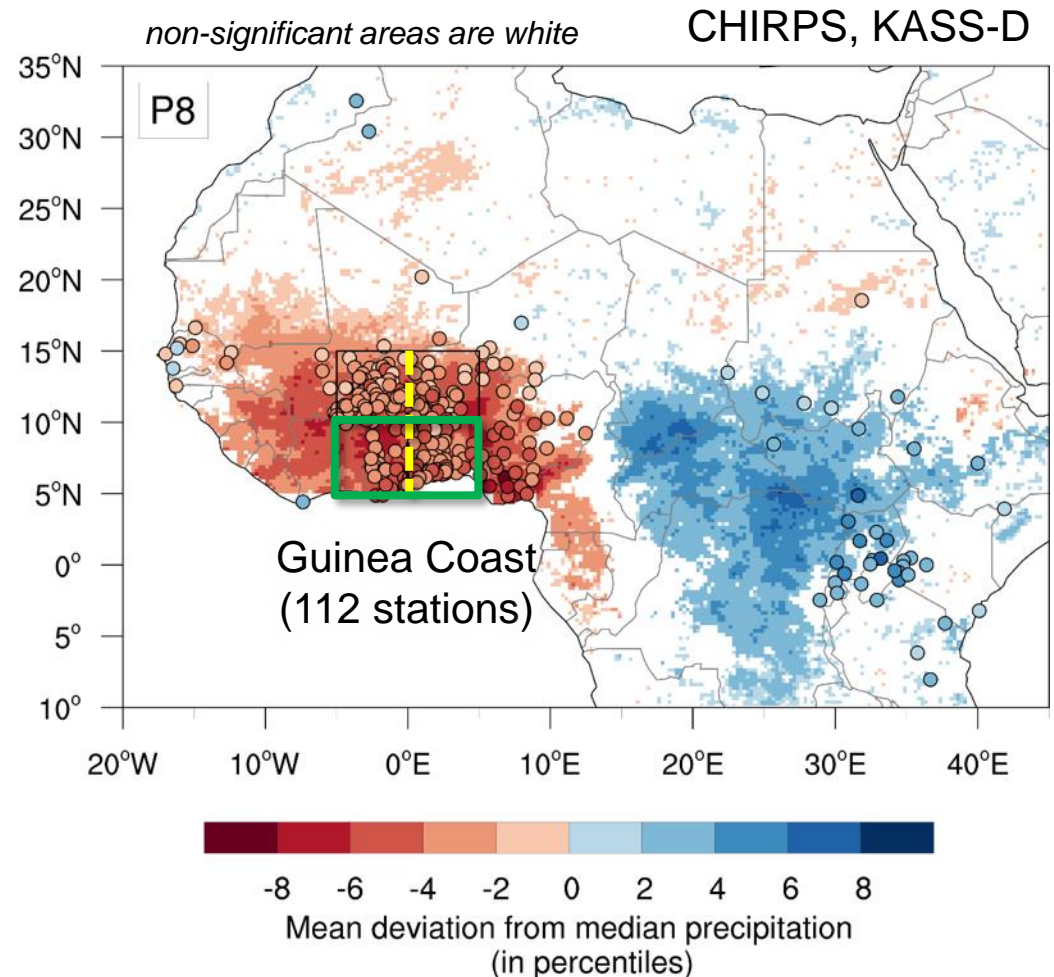 non-significant areas are white
CHIRPS, KASS-D
35°N
P8
30°N
25°N
20°N
15°N
10°N
5°N
0°
5°
10°
Guinea Coast
(112 stations)
20°W 10°W 0°E 10°E 20°E 30°E 40°E
-8 -6 -4 -2 0 2 4 6 8
Mean deviation from median precipitation
(in percentiles)